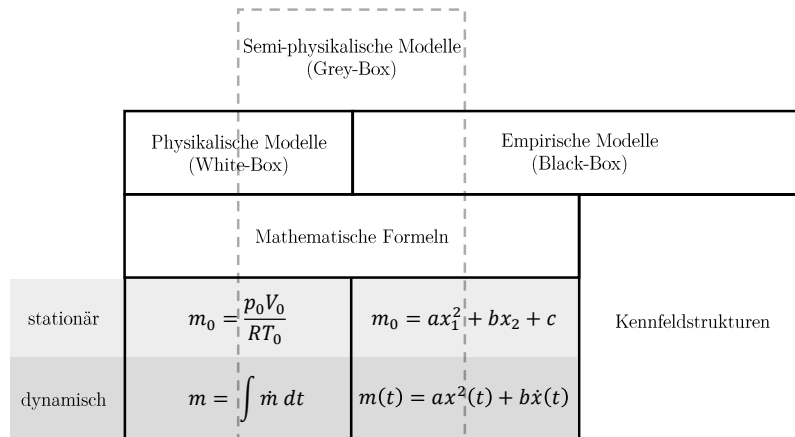 Semi-physikalische Modelle
(Grey-Box)
Physikalische Modelle
(White-Box)
Empirische Modelle
(Black-Box)
Mathematische Formeln
stationär
m₀ = p₀V₀ / RT₀
m₀ = ax₁² + bx₂ + c
Kennfeldstrukturen
dynamisch
m = ∫ ṁ dt
m(t) = ax²(t) + bẋ(t)